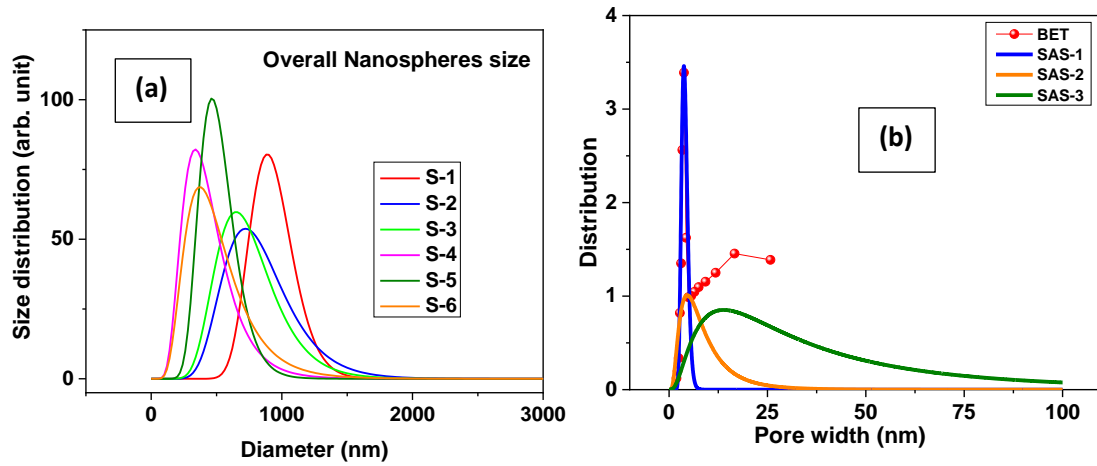 (a)
Overall Nanospheres size
Size distribution (arb. unit)
100
50
0
S-1
S-2
S-3
S-4
S-5
S-6
0
1000
2000
3000
Diameter (nm)
(b)
BET
SAS-1
SAS-2
SAS-3
Distribution
4
3
2
1
0
0
25
50
75
100
Pore width (nm)